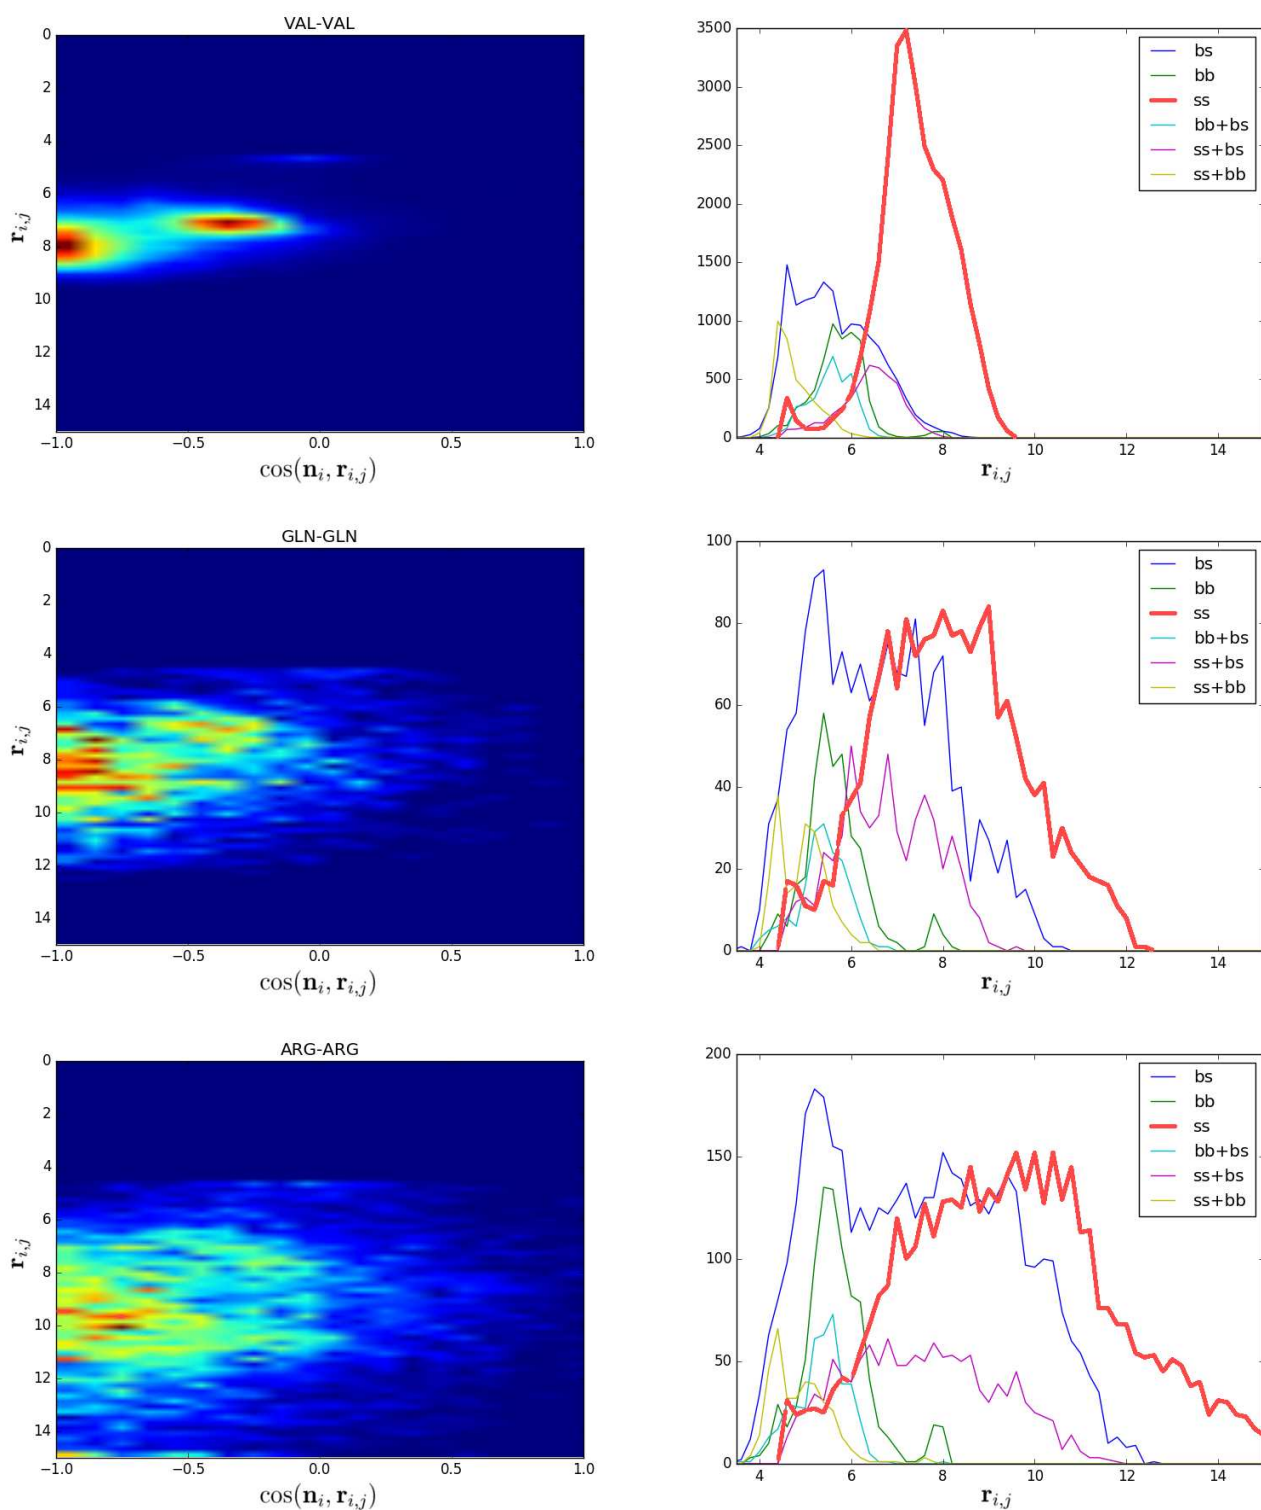 VAL-VAL
0
2
4
6
8
10
12
14
r_{i,j}
−1.0 −0.5 0.0 0.5 1.0
cos(n_i, r_{i,j})
3500
3000
2500
2000
1500
1000
500
0
4 6 8 10 12 14
r_{i,j}
bs
bb
ss
bb+bs
ss+bs
ss+bb
GLN-GLN
0
2
4
6
8
10
12
14
r_{i,j}
−1.0 −0.5 0.0 0.5 1.0
cos(n_i, r_{i,j})
100
80
60
40
20
0
4 6 8 10 12 14
r_{i,j}
bs
bb
ss
bb+bs
ss+bs
ss+bb
ARG-ARG
0
2
4
6
8
10
12
14
r_{i,j}
−1.0 −0.5 0.0 0.5 1.0
cos(n_i, r_{i,j})
200
150
100
50
0
4 6 8 10 12 14
r_{i,j}
bs
bb
ss
bb+bs
ss+bs
ss+bb